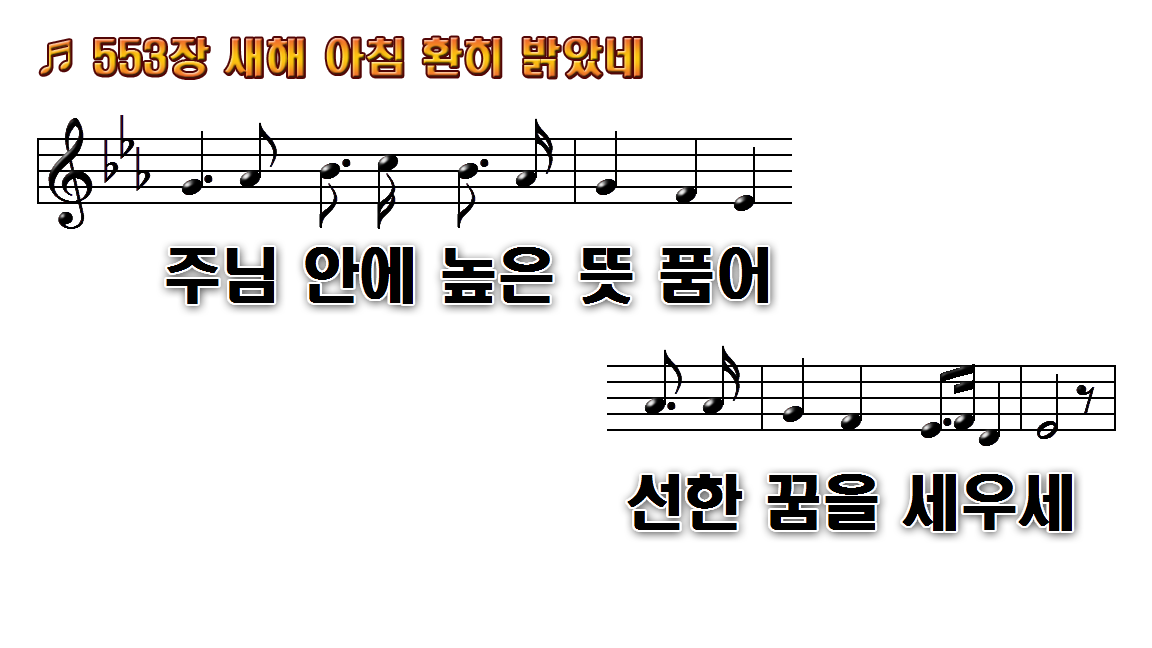 ♬ 553장 새해 아침 환히 밝았네
주님 안에 높은 뜻 품어
선한 꿈을 세우세